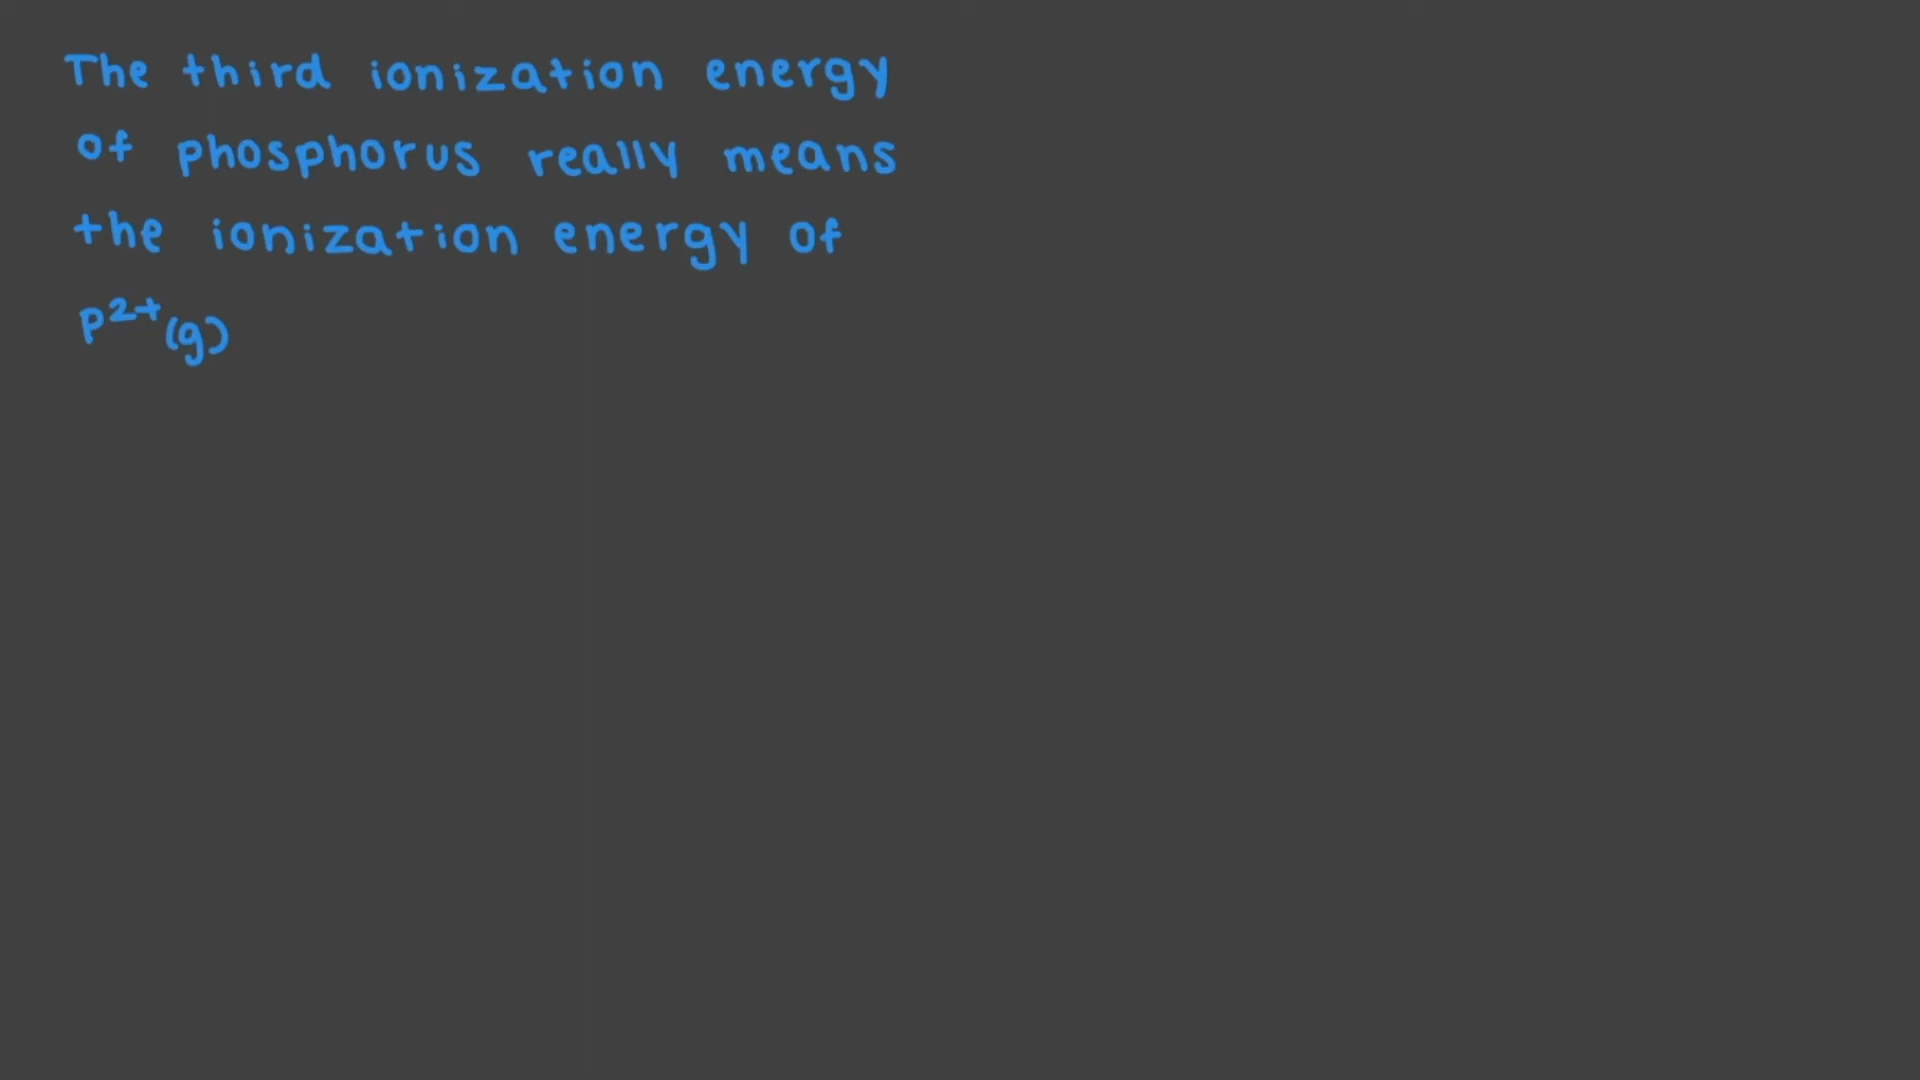 The third ionization energy
of phosphorus really means
the ionization energy of
p²⁺(g)